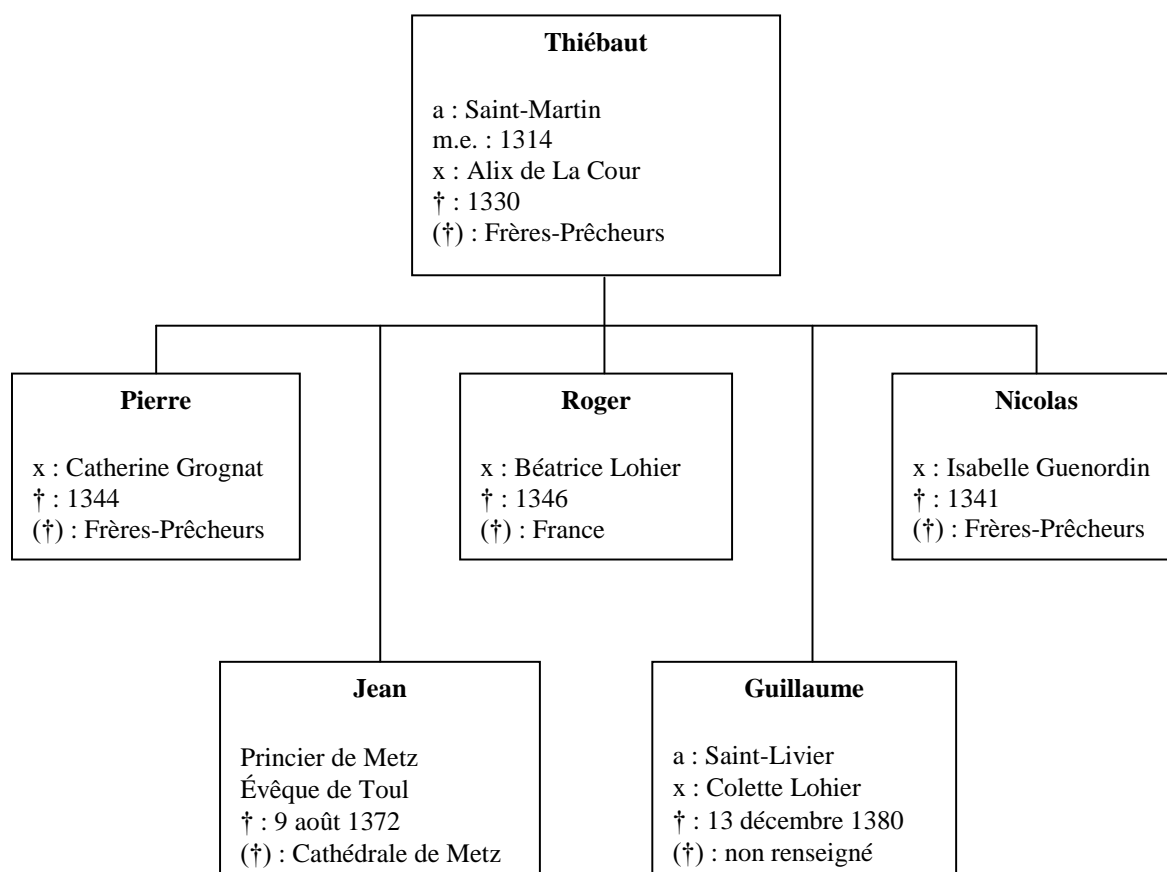 Thiébaut
a : Saint-Martin
m.e. : 1314
x : Alix de La Cour
† : 1330
(†) : Frères-Prêcheurs
Pierre
x : Catherine Grognat
† : 1344
(†) : Frères-Prêcheurs
Roger
x : Béatrice Lohier
† : 1346
(†) : France
Nicolas
x : Isabelle Guenordin
† : 1341
(†) : Frères-Prêcheurs
Jean
Princier de Metz
Évêque de Toul
† : 9 août 1372
(†) : Cathédrale de Metz
Guillaume
a : Saint-Livier
x : Colette Lohier
† : 13 décembre 1380
(†) : non renseigné